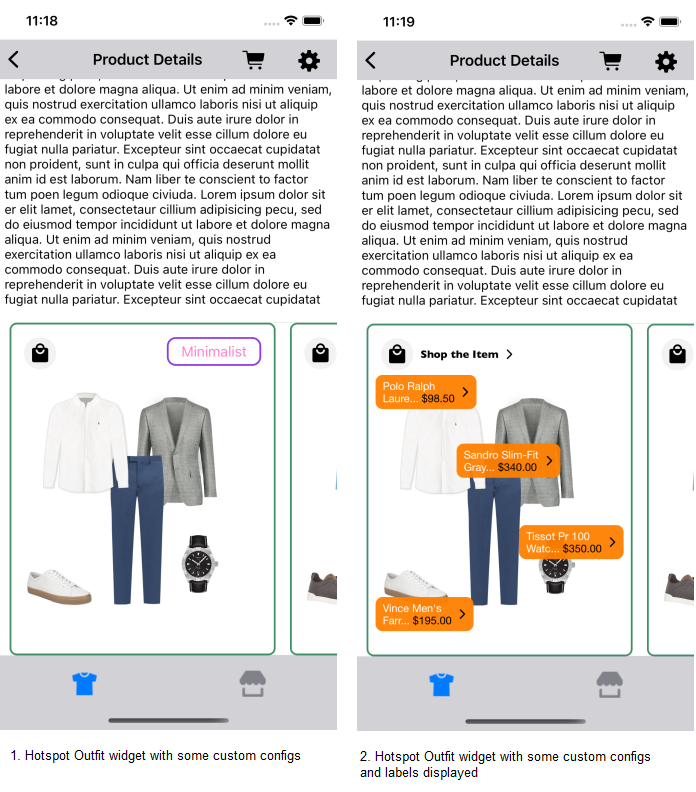 11:18
Product Details
labore et dolore magna aliqua. Ut enim ad minim veniam,
quis nostrud exercitation ullamco laboris nisi ut aliquip
ex ea commodo consequat. Duis aute irure dolor in
reprehenderit in voluptate velit esse cillum dolore eu
fugiat nulla pariatur. Excepteur sint occaecat cupidatat
non proident, sunt in culpa qui officia deserunt mollit
anim id est laborum. Nam liber te conscient to factor
tum poen legum odioque civiuda. Lorem ipsum dolor sit
er elit lamet, consectetaur cillium adipisicing pecu, sed
do eiusmod tempor incididunt ut labore et dolore magna
aliqua. Ut enim ad minim veniam, quis nostrud
exercitation ullamco laboris nisi ut aliquip ex ea
commodo consequat. Duis aute irure dolor in
reprehenderit in voluptate velit esse cillum dolore eu
fugiat nulla pariatur. Excepteur sint occaecat cupidatat
Minimalist
1. Hotspot Outfit widget with some custom configs
11:19
Product Details
labore et dolore magna aliqua. Ut enim ad minim veniam,
quis nostrud exercitation ullamco laboris nisi ut aliquip
ex ea commodo consequat. Duis aute irure dolor in
reprehenderit in voluptate velit esse cillum dolore eu
fugiat nulla pariatur. Excepteur sint occaecat cupidatat
non proident, sunt in culpa qui officia deserunt mollit
anim id est laborum. Nam liber te conscient to factor
tum poen legum odioque civiuda. Lorem ipsum dolor sit
er elit lamet, consectetaur cillium adipisicing pecu, sed
do eiusmod tempor incididunt ut labore et dolore magna
aliqua. Ut enim ad minim veniam, quis nostrud
exercitation ullamco laboris nisi ut aliquip ex ea
commodo consequat. Duis aute irure dolor in
reprehenderit in voluptate velit esse cillum dolore eu
fugiat nulla pariatur. Excepteur sint occaecat cupidatat
Shop the Item
Polo Ralph
Laure... $98.50
Sandro Slim-Fit
Gray... $340.00
Tissot Pr 100
Watc... $350.00
Vince Men's
Farr... $195.00
2. Hotspot Outfit widget with some custom configs
and labels displayed